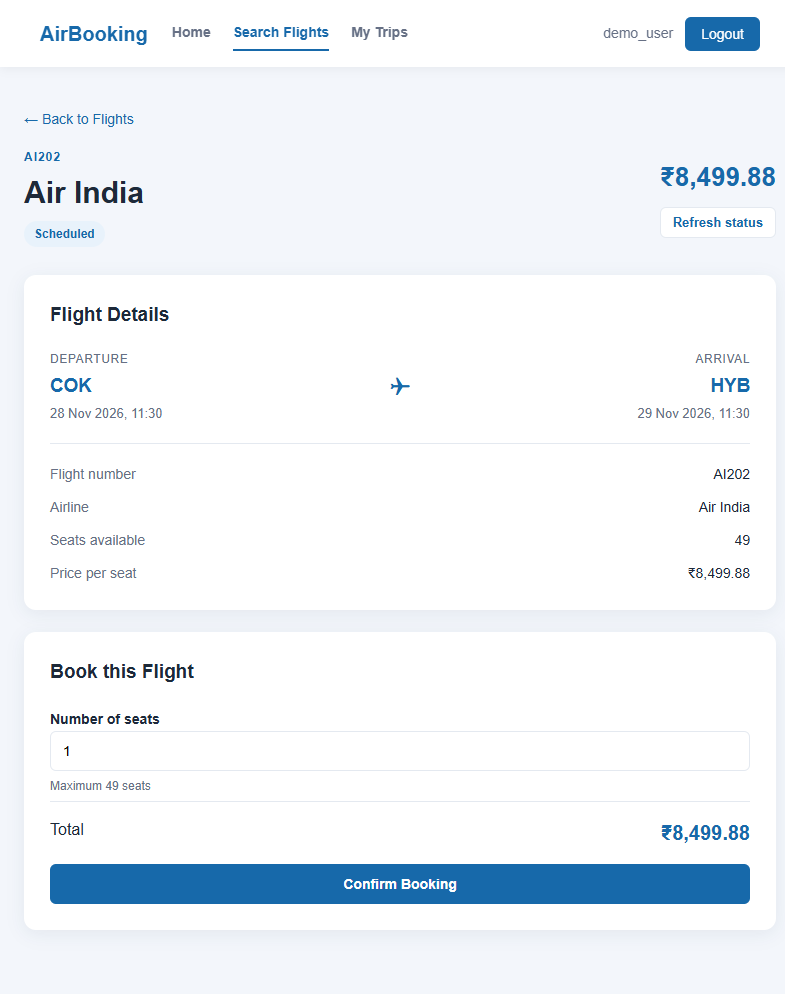 AirBooking Home Search Flights My Trips demo_user Logout
← Back to Flights
AI202
Air India
Scheduled
₹8,499.88
Refresh status
Flight Details
DEPARTURE ARRIVAL
COK HYB
28 Nov 2026, 11:30 29 Nov 2026, 11:30
Flight number AI202
Airline Air India
Seats available 49
Price per seat ₹8,499.88
Book this Flight
Number of seats
1
Maximum 49 seats
Total ₹8,499.88
Confirm Booking